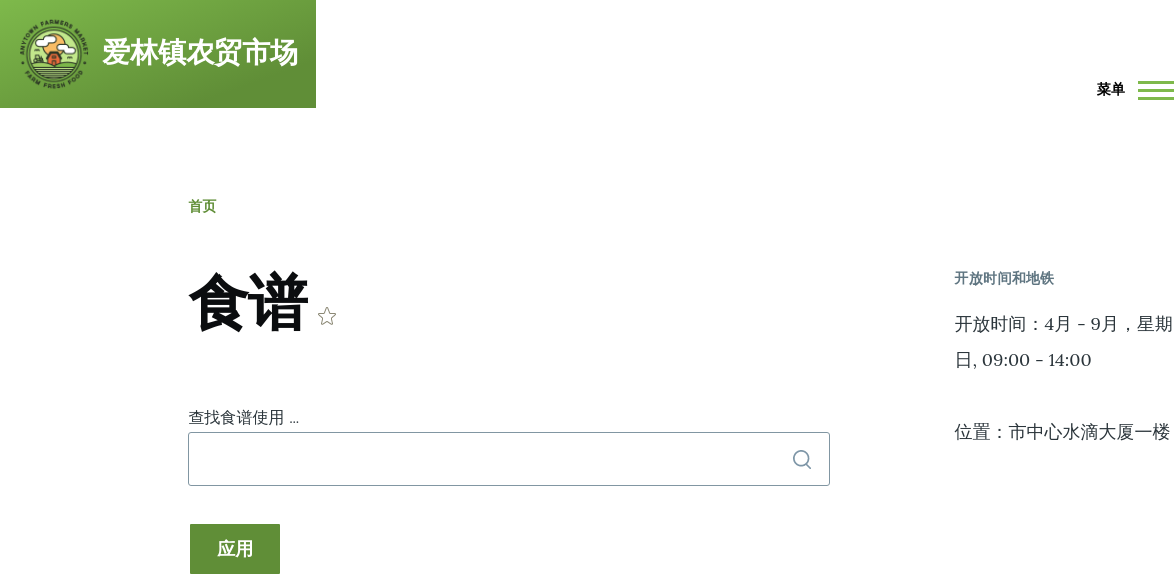 ANYTOWN FARMERS MARKET
FARM FRESH FOOD
爱林镇农贸市场
菜单
首页
食谱
查找食谱使用 ...
应用
开放时间和地铁
开放时间：4月 - 9月，星期
日, 09:00 - 14:00
位置：市中心水滴大厦一楼